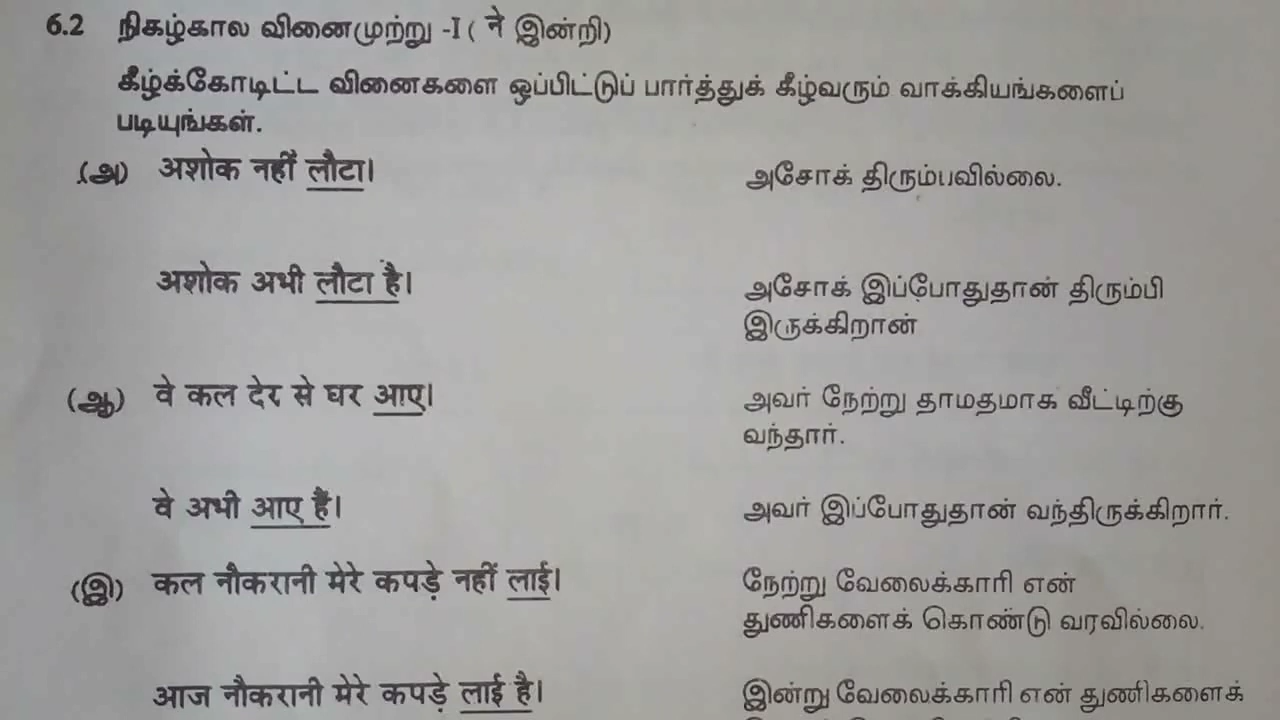 6.2 நிகழ்கால வினைமுற்று -I ( ने இன்றி)
கீழ்க்கோடிட்ட வினைகளை ஒப்பிட்டுப் பார்த்துக் கீழ்வரும் வாக்கியங்களைப்
படியுங்கள்.
(அ) अशोक नहीं लौटा। அசோக் திரும்பவில்லை.
अशोक अभी लौटा है। அசோக் இப்போதுதான் திரும்பி
இருக்கிறான்
(ஆ) वे कल देर से घर आए। அவர் நேற்று தாமதமாக வீட்டிற்கு
வந்தார்.
वे अभी आए हैं। அவர் இப்போதுதான் வந்திருக்கிறார்.
(இ) कल नौकरानी मेरे कपड़े नहीं लाई। நேற்று வேலைக்காரி என்
துணிகளைக் கொண்டு வரவில்லை.
आज नौकरानी मेरे कपड़े लाई है। இன்று வேலைக்காரி என் துணிகளைக்